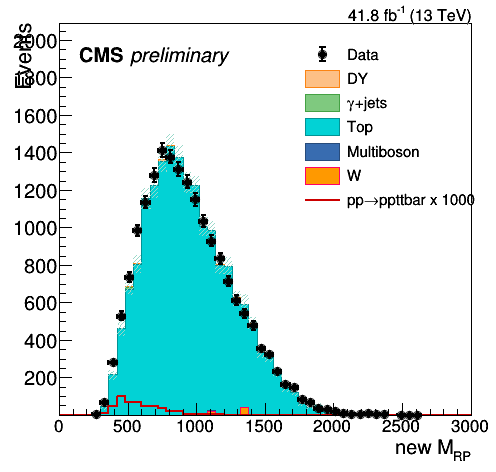 41.8 fb-1 (13 TeV)
Events
CMS preliminary
Data
DY
γ+jets
Top
Multiboson
W
pp→ppttbar x 1000
2000
1800
1600
1400
1200
1000
800
600
400
200
0 500 1000 1500 2000 2500 3000
new MRP